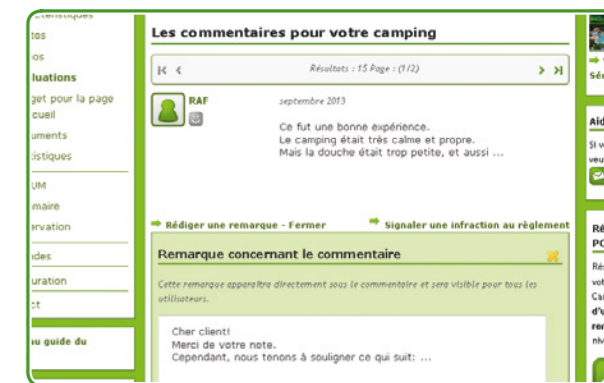 Les commentaires pour votre camping
Résultats : 15 Page : (1/2)
RAF
septembre 2013
Ce fut une bonne expérience.
Le camping était très calme et propre.
Mais la douche était trop petite, et aussi ...
Rédiger une remarque - Fermer
Signaler une infraction au règlement
Remarque concernant le commentaire
Cette remarque apparaîtra directement sous le commentaire et sera visible pour tous les
utilisateurs.
Cher client!
Merci de votre note.
Cependant, nous tenons à souligner ce qui suit: ...
luations
get pour la page
cueil
uments
istiques
UM
maire
ervation
des
uration
au guide du